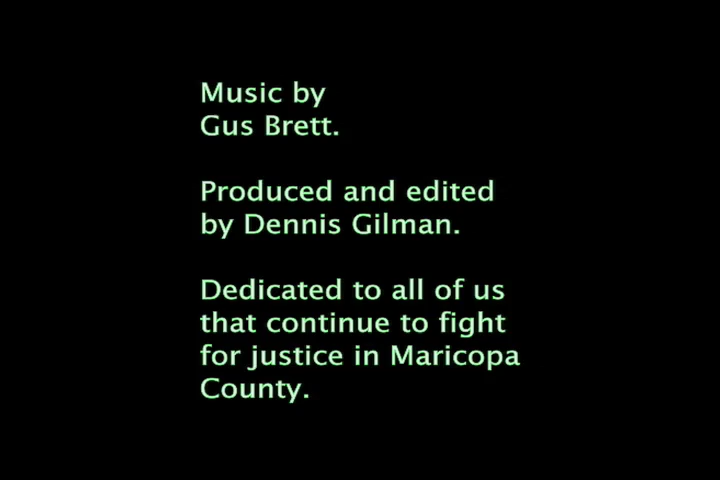 Music by
Gus Brett.
Produced and edited
by Dennis Gilman.
Dedicated to all of us
that continue to fight
for justice in Maricopa
County.